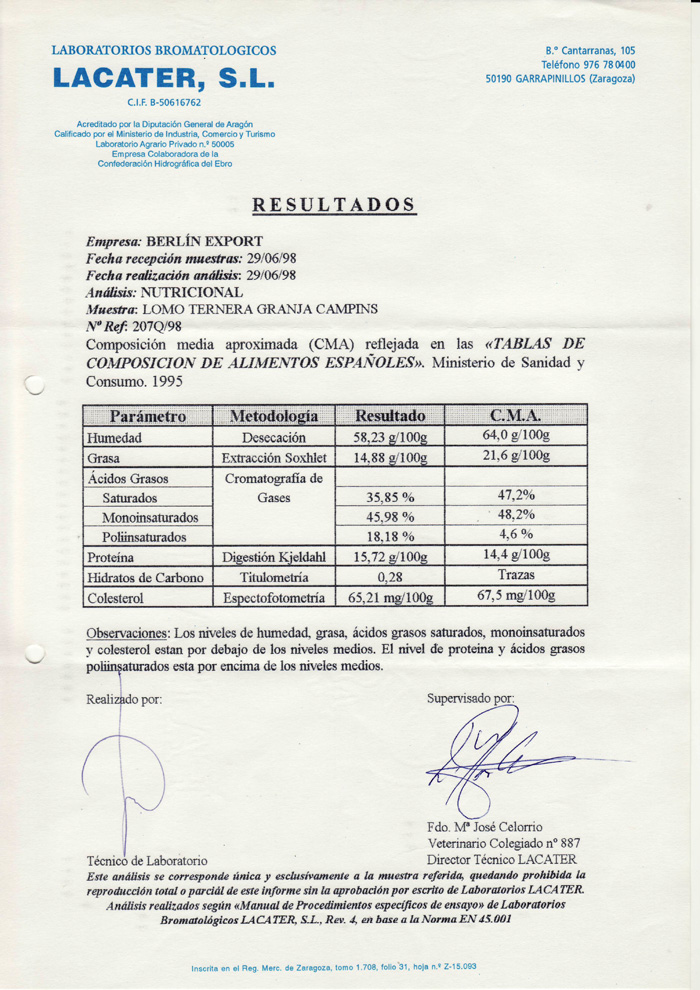 LABORATORIOS BROMATOLOGICOS
LACATER, S.L.
C.I.F. B-50616762
Acreditado por la Diputación General de Aragón
Calificado por el Ministerio de Industria, Comercio y Turismo
Laboratorio Agrario Privado n.º 50005
Empresa Colaboradora de la
Confederación Hidrográfica del Ebro
B.º Cantarranas, 105
Teléfono 976 78 04 00
50190 GARRAPINILLOS (Zaragoza)
RESULTADOS
Empresa: BERLÍN EXPORT
Fecha recepción muestras: 29/06/98
Fecha realización análisis: 29/06/98
Análisis: NUTRICIONAL
Muestra: LOMO TERNERA GRANJA CAMPINS
Nº Ref: 207Q/98
Composición media aproximada (CMA) reflejada en las «TABLAS DE
COMPOSICION DE ALIMENTOS ESPAÑOLES». Ministerio de Sanidad y
Consumo. 1995
Parámetro Metodología Resultado C.M.A.
Humedad Desecación 58,23 g/100g 64,0 g/100g
Grasa Extracción Soxhlet 14,88 g/100g 21,6 g/100g
Ácidos Grasos Cromatografía de
Saturados Gases 35,85 % 47,2%
Monoinsaturados 45,98 % 48,2%
Poliinsaturados 18,18 % 4,6 %
Proteína Digestión Kjeldahl 15,72 g/100g 14,4 g/100g
Hidratos de Carbono Titulometría 0,28 Trazas
Colesterol Espectofotometría 65,21 mg/100g 67,5 mg/100g
Observaciones: Los niveles de humedad, grasa, ácidos grasos saturados, monoinsaturados
y colesterol estan por debajo de los niveles medios. El nivel de proteina y ácidos grasos
poliinsaturados esta por encima de los niveles medios.
Realizado por:
Supervisado por:
Fdo. Mª José Celorrio
Veterinario Colegiado nº 887
Técnico de Laboratorio
Director Técnico LACATER
Este análisis se corresponde única y esclusivamente a la muestra referida, quedando prohibida la
reproducción total o parciál de este informe sin la aprobación por escrito de Laboratorios LACATER.
Análisis realizados según «Manual de Procedimientos específicos de ensayo» de Laboratorios
Bromatológicos LACATER, S.L., Rev. 4, en base a la Norma EN 45.001
Inscrita en el Reg. Merc. de Zaragoza, tomo 1.708, folio 31, hoja n.º Z-15.093